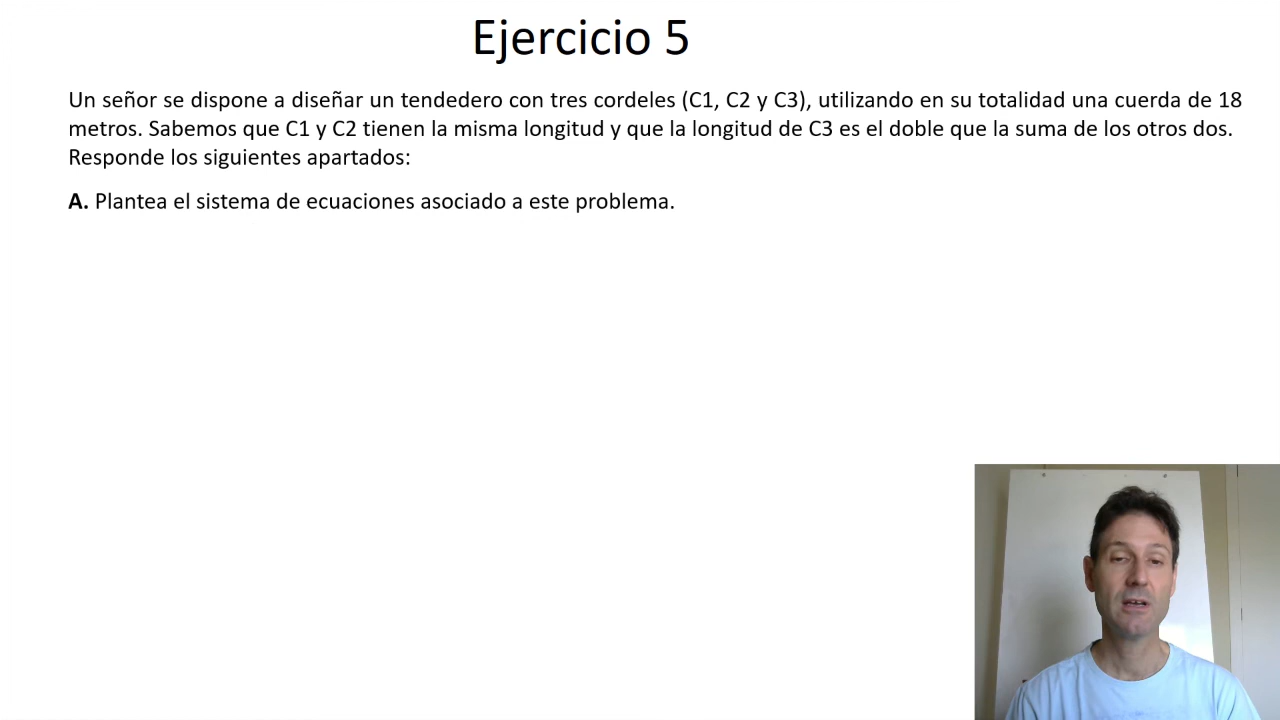 Ejercicio 5
Un señor se dispone a diseñar un tendedero con tres cordeles (C1, C2 y C3), utilizando en su totalidad una cuerda de 18
metros. Sabemos que C1 y C2 tienen la misma longitud y que la longitud de C3 es el doble que la suma de los otros dos.
Responde los siguientes apartados:
A. Plantea el sistema de ecuaciones asociado a este problema.